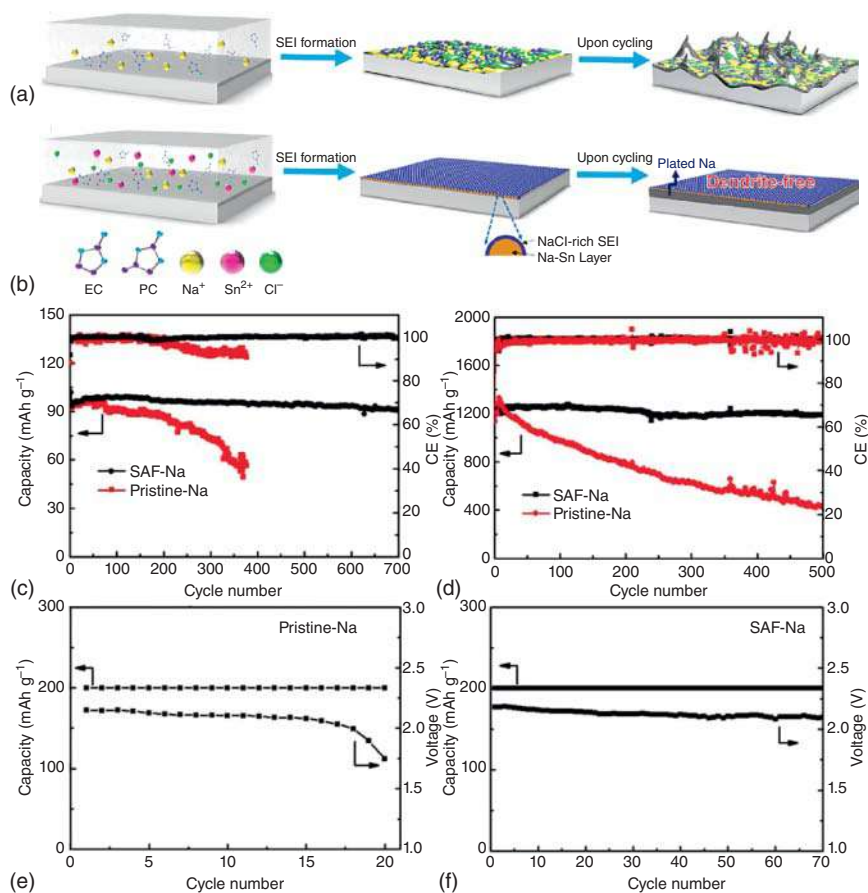 SEI formation
Upon cycling
(a)
SEI formation
Upon cycling
Plated Na
Dendrite-free
NaCl-rich SEI
Na-Sn Layer
EC PC Na⁺ Sn²⁺ Cl⁻
(b)
150
120
90
60
30
0
Capacity (mAh g⁻¹)
100
80
60
40
20
0
CE (%)
SAF-Na
Pristine-Na
0 100 200 300 400 500 600 700
Cycle number
(c)
2000
1600
1200
800
400
0
Capacity (mAh g⁻¹)
100
80
60
40
20
0
CE (%)
SAF-Na
Pristine-Na
0 100 200 300 400 500
Cycle number
(d)
300
200
100
0
Capacity (mAh g⁻¹)
Pristine-Na
3.0
2.5
2.0
1.5
1.0
Voltage (V)
0 5 10 15 20
Cycle number
(e)
300
200
100
0
Capacity (mAh g⁻¹)
SAF-Na
3.0
2.5
2.0
1.5
1.0
Voltage (V)
0 10 20 30 40 50 60 70
Cycle number
(f)